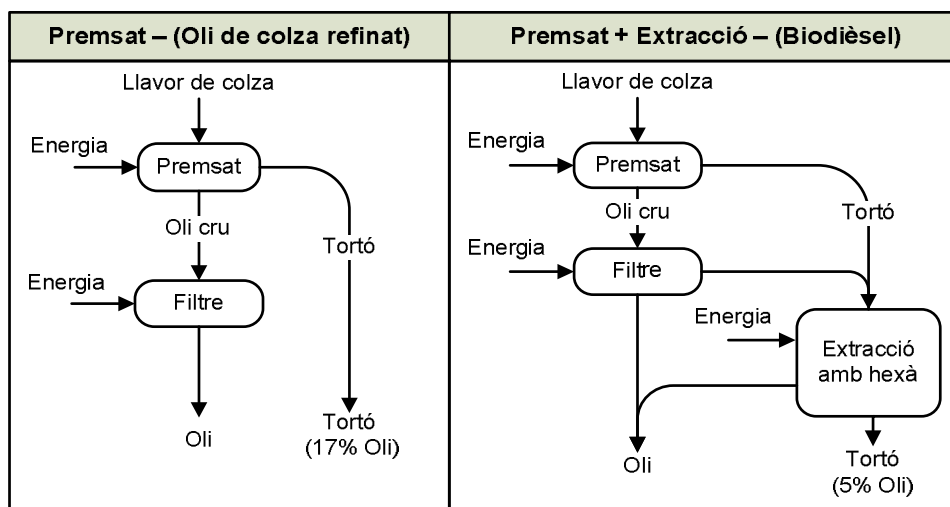 Premsat – (Oli de colza refinat)
Llavor de colza
Energia
Premsat
Oli cru
Tortó
Energia
Filtre
Oli
Tortó
(17% Oli)
Premsat + Extracció – (Biodièsel)
Llavor de colza
Energia
Premsat
Oli cru
Tortó
Energia
Filtre
Energia
Extracció
amb hexà
Oli
Tortó
(5% Oli)